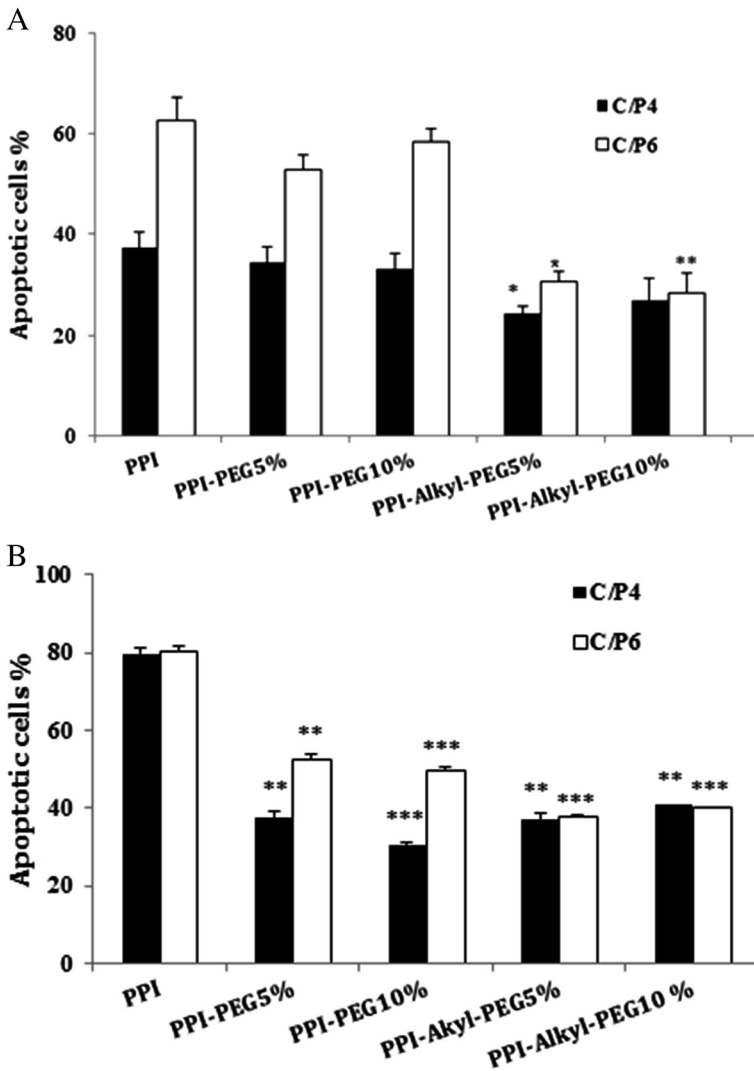 A
80
60
40
20
0
Apoptotic cells %
C/P4
C/P6
*
*
**
PPI
PPI-PEG5%
PPI-PEG10%
PPI-Alkyl-PEG5%
PPI-Alkyl-PEG10%
B
100
80
60
40
20
0
Apoptotic cells %
C/P4
C/P6
**
**
***
***
**
***
**
***
PPI
PPI-PEG5%
PPI-PEG10%
PPI-Akyl-PEG5%
PPI-Alkyl-PEG10 %